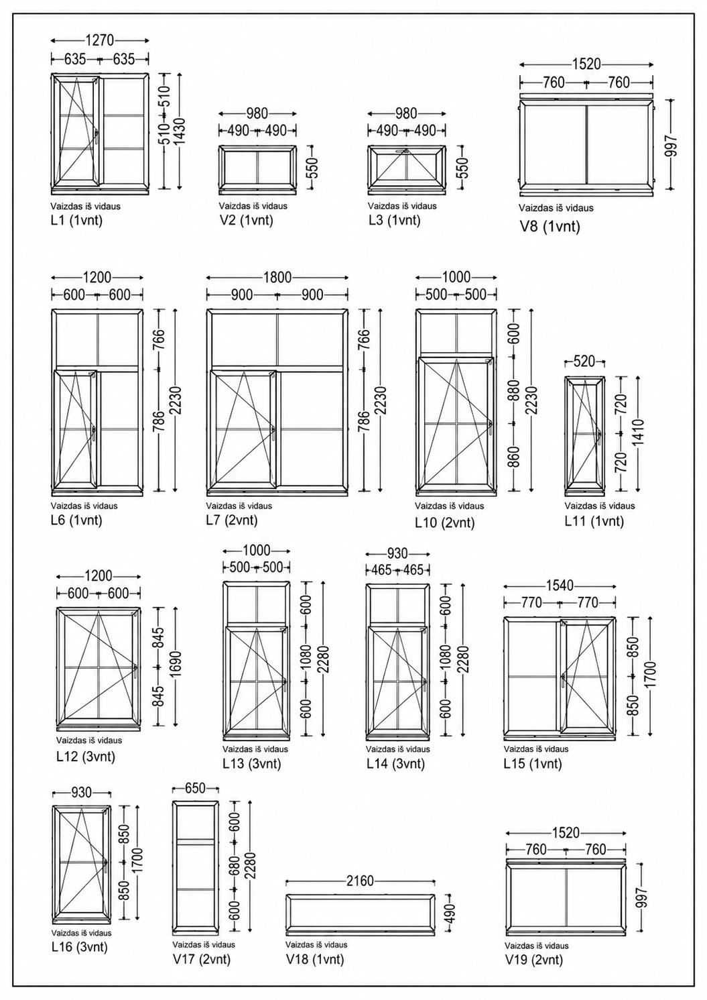 1270
635 635
510
510
1430
Vaizdas iš vidaus
L1 (1vnt)
980
490 490
550
Vaizdas iš vidaus
V2 (1vnt)
980
490 490
550
Vaizdas iš vidaus
L3 (1vnt)
1520
760 760
997
Vaizdas iš vidaus
V8 (1vnt)
1200
600 600
766
786
2230
Vaizdas iš vidaus
L6 (1vnt)
1800
900 900
766
786
2230
Vaizdas iš vidaus
L7 (2vnt)
1000
500 500
600
880
860
2230
Vaizdas iš vidaus
L10 (2vnt)
520
720
720
1410
Vaizdas iš vidaus
L11 (1vnt)
1200
600 600
845
845
1690
Vaizdas iš vidaus
L12 (3vnt)
1000
500 500
600
1080
600
2280
Vaizdas iš vidaus
L13 (3vnt)
930
465 465
600
1080
600
2280
Vaizdas iš vidaus
L14 (3vnt)
1540
770 770
850
850
1700
Vaizdas iš vidaus
L15 (1vnt)
930
850
850
1700
Vaizdas iš vidaus
L16 (3vnt)
650
600
680
600
2280
Vaizdas iš vidaus
V17 (2vnt)
2160
490
Vaizdas iš vidaus
V18 (1vnt)
1520
760 760
997
Vaizdas iš vidaus
V19 (2vnt)